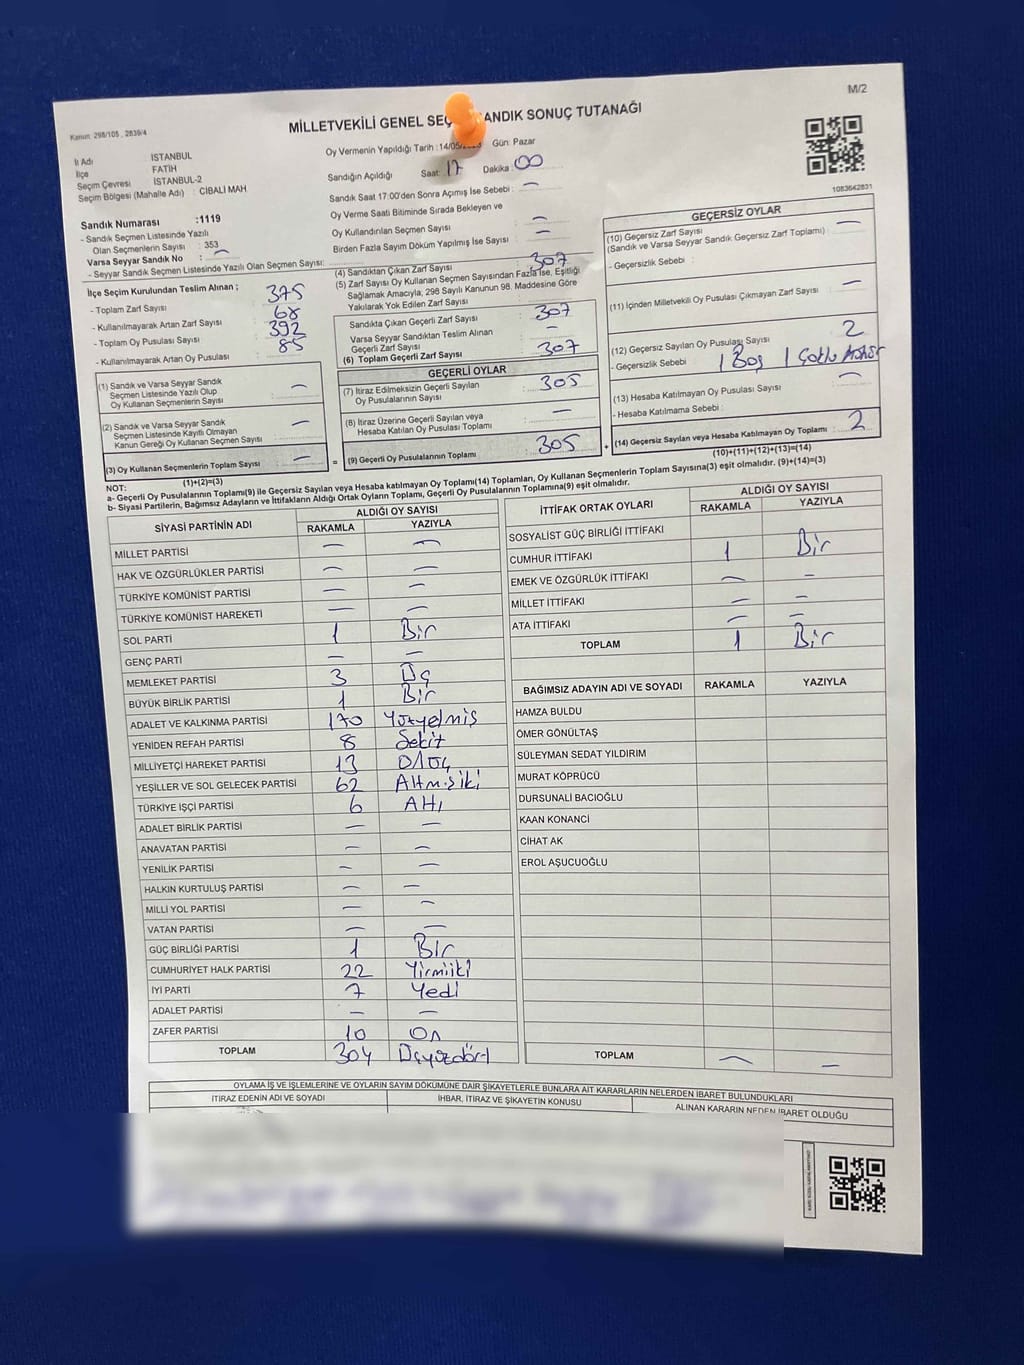 M/2
Kanun: 298/105 , 2839/4
MİLLETVEKİLİ GENEL SEÇ ANDIK SONUÇ TUTANAĞI
İl Adı : İSTANBUL
İlçe : FATİH
Seçim Çevresi : İSTANBUL-2
Seçim Bölgesi (Mahalle Adı) : CİBALİ MAH
Oy Vermenin Yapıldığı Tarih :14/05/ Gün: Pazar
Sandığın Açıldığı Saat: 17 Dakika: 00
Sandık Saat 17:00'den Sonra Açımış İse Sebebi : —
Oy Verme Saati Bitiminde Sırada Bekleyen ve
Oy Kullandırılan Seçmen Sayısı —
Birden Fazla Sayım Döküm Yapılmış İse Sayısı —
1083642831
Sandık Numarası :1119
- Sandık Seçmen Listesinde Yazılı
Olan Seçmenlerin Sayısı : 353
Varsa Seyyar Sandık No : —
- Seyyar Sandık Seçmen Listesinde Yazılı Olan Seçmen Sayısı:
İlçe Seçim Kurulundan Teslim Alınan ;
- Toplam Zarf Sayısı : 375
- Kullanılmayarak Artan Zarf Sayısı : 68
- Toplam Oy Pusulası Sayısı : 392
- Kullanılmayarak Artan Oy Pusulası : 85
(1) Sandık ve Varsa Seyyar Sandık
Seçmen Listesinde Yazılı Olup
Oy Kullanan Seçmenlerin Sayısı —
(2) Sandık ve Varsa Seyyar Sandık
Seçmen Listesinde Kayıtlı Olmayan
Kanun Gereği Oy Kullanan Seçmen Sayısı —
(3) Oy Kullanan Seçmenlerin Toplam Sayısı —
(1)+(2)=(3)
(4) Sandıktan Çıkan Zarf Sayısı : 307
(5) Zarf Sayısı Oy Kullanan Seçmen Sayısından Fazla İse, Eşitliği
Sağlamak Amacıyla, 298 Sayılı Kanunun 98. Maddesine Göre
Yakılarak Yok Edilen Zarf Sayısı
Sandıkta Çıkan Geçerli Zarf Sayısı 307
Varsa Seyyar Sandıktan Teslim Alınan
Geçerli Zarf Sayısı —
(6) Toplam Geçerli Zarf Sayısı 307
GEÇERLİ OYLAR
(7) İtiraz Edilmeksizin Geçerli Sayılan
Oy Pusulalarının Sayısı 305
(8) İtiraz Üzerine Geçerli Sayılan veya
Hesaba Katılan Oy Pusulası Toplamı —
= (9) Geçerli Oy Pusulalarının Toplamı 305
GEÇERSİZ OYLAR
(10) Geçersiz Zarf Sayısı
(Sandık ve Varsa Seyyar Sandık Geçersiz Zarf Toplamı) —
- Geçersizlik Sebebi :
(11) İçinden Milletvekili Oy Pusulası Çıkmayan Zarf Sayısı —
(12) Geçersiz Sayılan Oy Pusulası Sayısı 2
- Geçersizlik Sebebi 1 Boş 1
(13) Hesaba Katılmayan Oy Pusulası Sayısı —
- Hesaba Katılmama Sebebi :
+ (14) Geçersiz Sayılan veya Hesaba Katılmayan Oy Toplamı 2
(10)+(11)+(12)+(13)=(14)
NOT:
a- Geçerli Oy Pusulalarının Toplamı(9) ile Geçersiz Sayılan veya Hesaba katılmayan Oy Toplamı(14) Toplamları, Oy Kullanan Seçmenlerin Toplam Sayısına(3) eşit olmalıdır. (9)+(14)=(3)
b- Siyasi Partilerin, Bağımsız Adayların ve İttifakların Aldığı Ortak Oyların Toplamı, Geçerli Oy Pusulalarının Toplamına(9) eşit olmalıdır.
SİYASİ PARTİNİN ADI ALDIĞI OY SAYISI
RAKAMLA YAZIYLA
MİLLET PARTİSİ — —
HAK VE ÖZGÜRLÜKLER PARTİSİ — —
TÜRKİYE KOMÜNİST PARTİSİ — —
TÜRKİYE KOMÜNİST HAREKETİ — —
SOL PARTİ 1 Bir
GENÇ PARTİ — —
MEMLEKET PARTİSİ 3 Üç
BÜYÜK BİRLİK PARTİSİ 1 Bir
ADALET VE KALKINMA PARTİSİ 170 Yüzyetmiş
YENİDEN REFAH PARTİSİ 8 Sekiz
MİLLİYETÇİ HAREKET PARTİSİ 13 Onüç
YEŞİLLER VE SOL GELECEK PARTİSİ 62 Altmışiki
TÜRKİYE İŞÇİ PARTİSİ 6 Altı
ADALET BİRLİK PARTİSİ — —
ANAVATAN PARTİSİ — —
YENİLİK PARTİSİ — —
HALKIN KURTULUŞ PARTİSİ — —
MİLLİ YOL PARTİSİ — —
VATAN PARTİSİ — —
GÜÇ BİRLİĞİ PARTİSİ 1 Bir
CUMHURİYET HALK PARTİSİ 22 Yirmiiki
İYİ PARTİ 7 Yedi
ADALET PARTİSİ — —
ZAFER PARTİSİ 10 On
TOPLAM 304 Üçyüzdört
İTTİFAK ORTAK OYLARI ALDIĞI OY SAYISI
RAKAMLA YAZIYLA
SOSYALİST GÜÇ BİRLİĞİ İTTİFAKI
CUMHUR İTTİFAKI 1 Bir
EMEK VE ÖZGÜRLÜK İTTİFAKI — —
MİLLET İTTİFAKI — —
ATA İTTİFAKI — —
TOPLAM 1 Bir
BAĞIMSIZ ADAYIN ADI VE SOYADI RAKAMLA YAZIYLA
HAMZA BULDU
ÖMER GÖNÜLTAŞ
SÜLEYMAN SEDAT YILDIRIM
MURAT KÖPRÜCÜ
DURSUNALİ BACIOĞLU
KAAN KONANCİ
CİHAT AK
EROL AŞUCUOĞLU
TOPLAM — —
OYLAMA İŞ VE İŞLEMLERİNE VE OYLARIN SAYIM DÖKÜMÜNE DAİR ŞİKAYETLERLE BUNLARA AİT KARARLARIN NELERDEN İBARET BULUNDUKLARI
İTİRAZ EDENİN ADI VE SOYADI İHBAR, İTİRAZ VE ŞİKAYETİN KONUSU ALINAN KARARIN NEDEN İBARET OLDUĞU